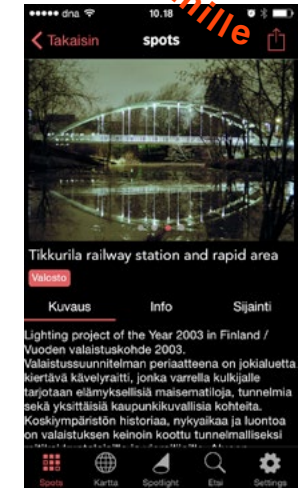 dna 10.18
mille
Takaisin spots
Tikkurila railway station and rapid area
Valosto
Kuvaus Info Sijainti
Lighting project of the Year 2003 in Finland /
Vuoden valaistuskohde 2003.
Valaistussuunnitelman periaatteena on jokialuetta
kiertävä kävelyraitti, jonka varrella kulkijalle
tarjotaan elämyksellisiä maisematiloja, tunnelmia
sekä yksittäisiä kaupunkikuvallisia kohteita.
Koskiympäristön historiaa, nykyaikaa ja luontoa
on valaistuksen keinoin koottu tunnelmalliseksi
Spots Kartta Spotlight Etsi Settings